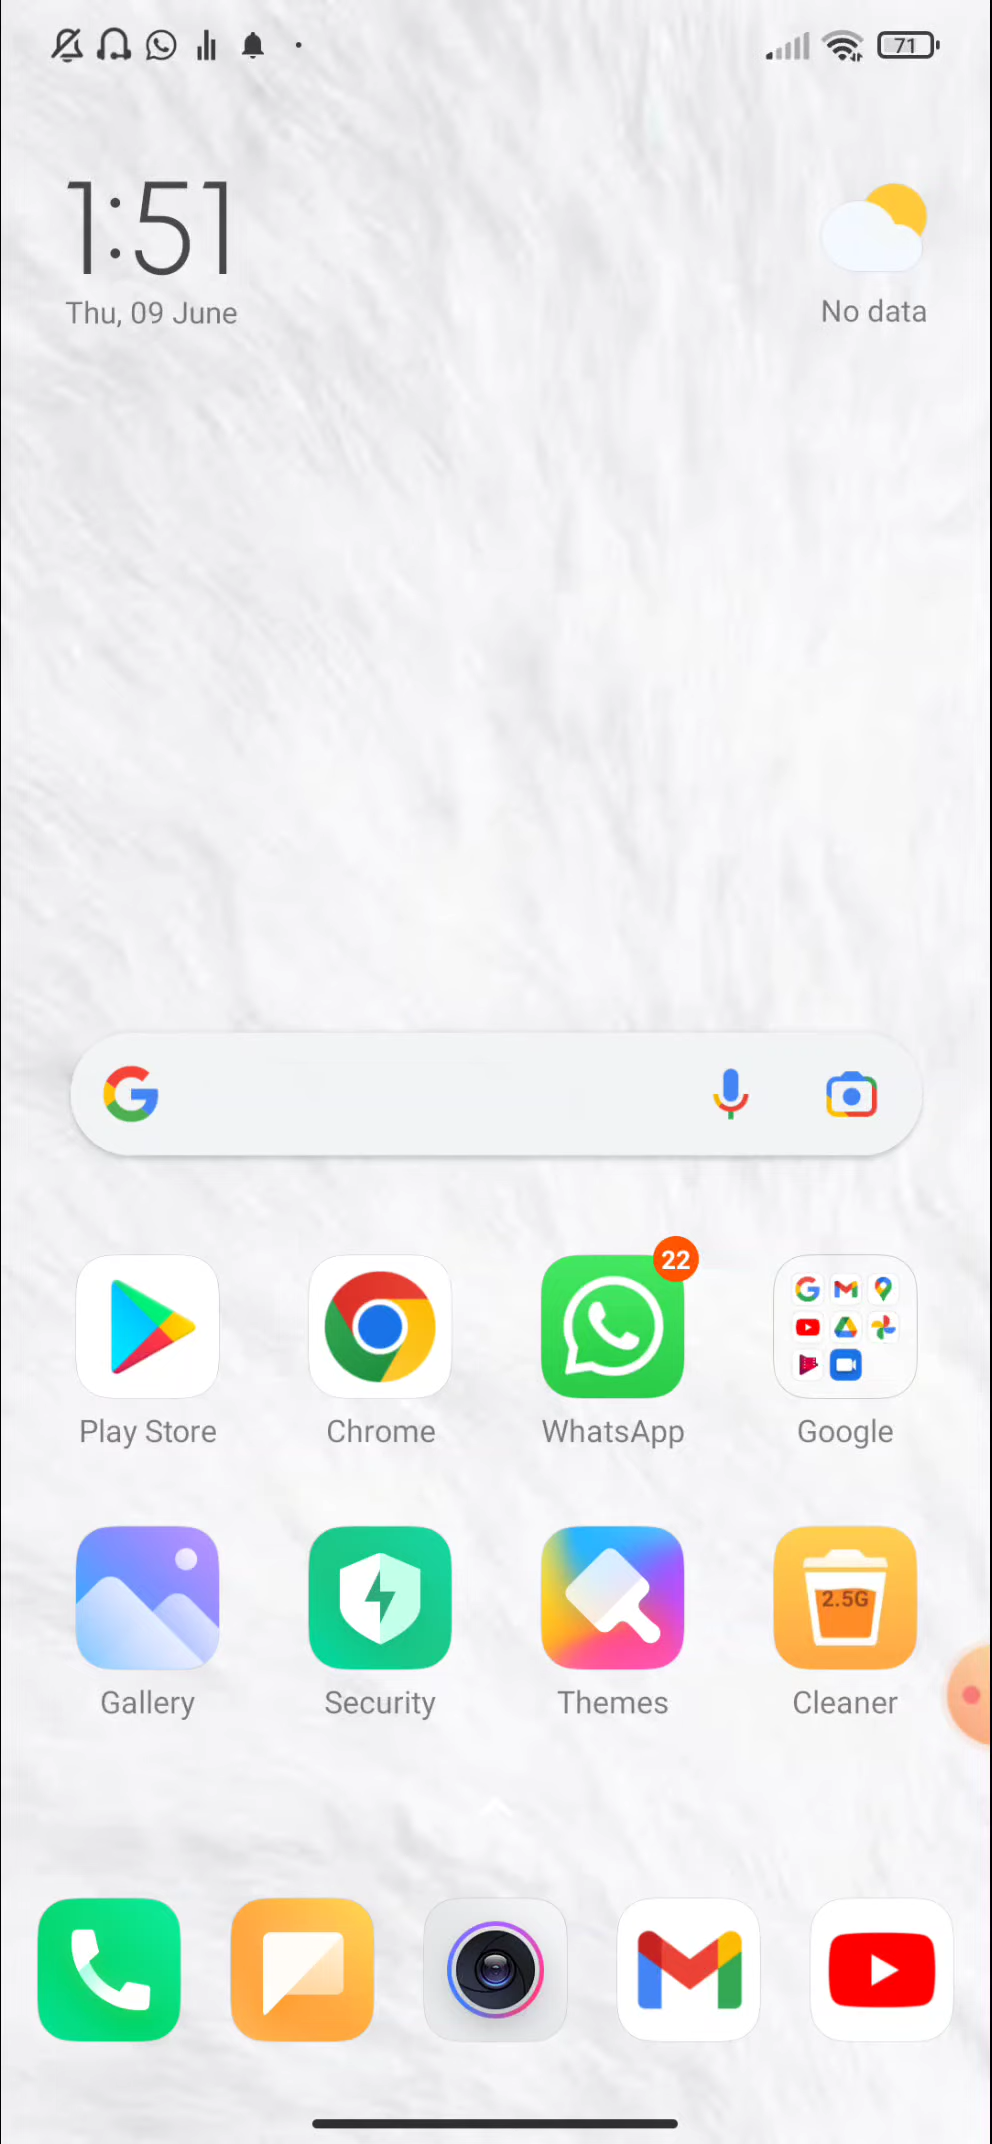 71
1:51
Thu, 09 June
No data
22
Play Store
Chrome
WhatsApp
Google
2.5G
Gallery
Security
Themes
Cleaner